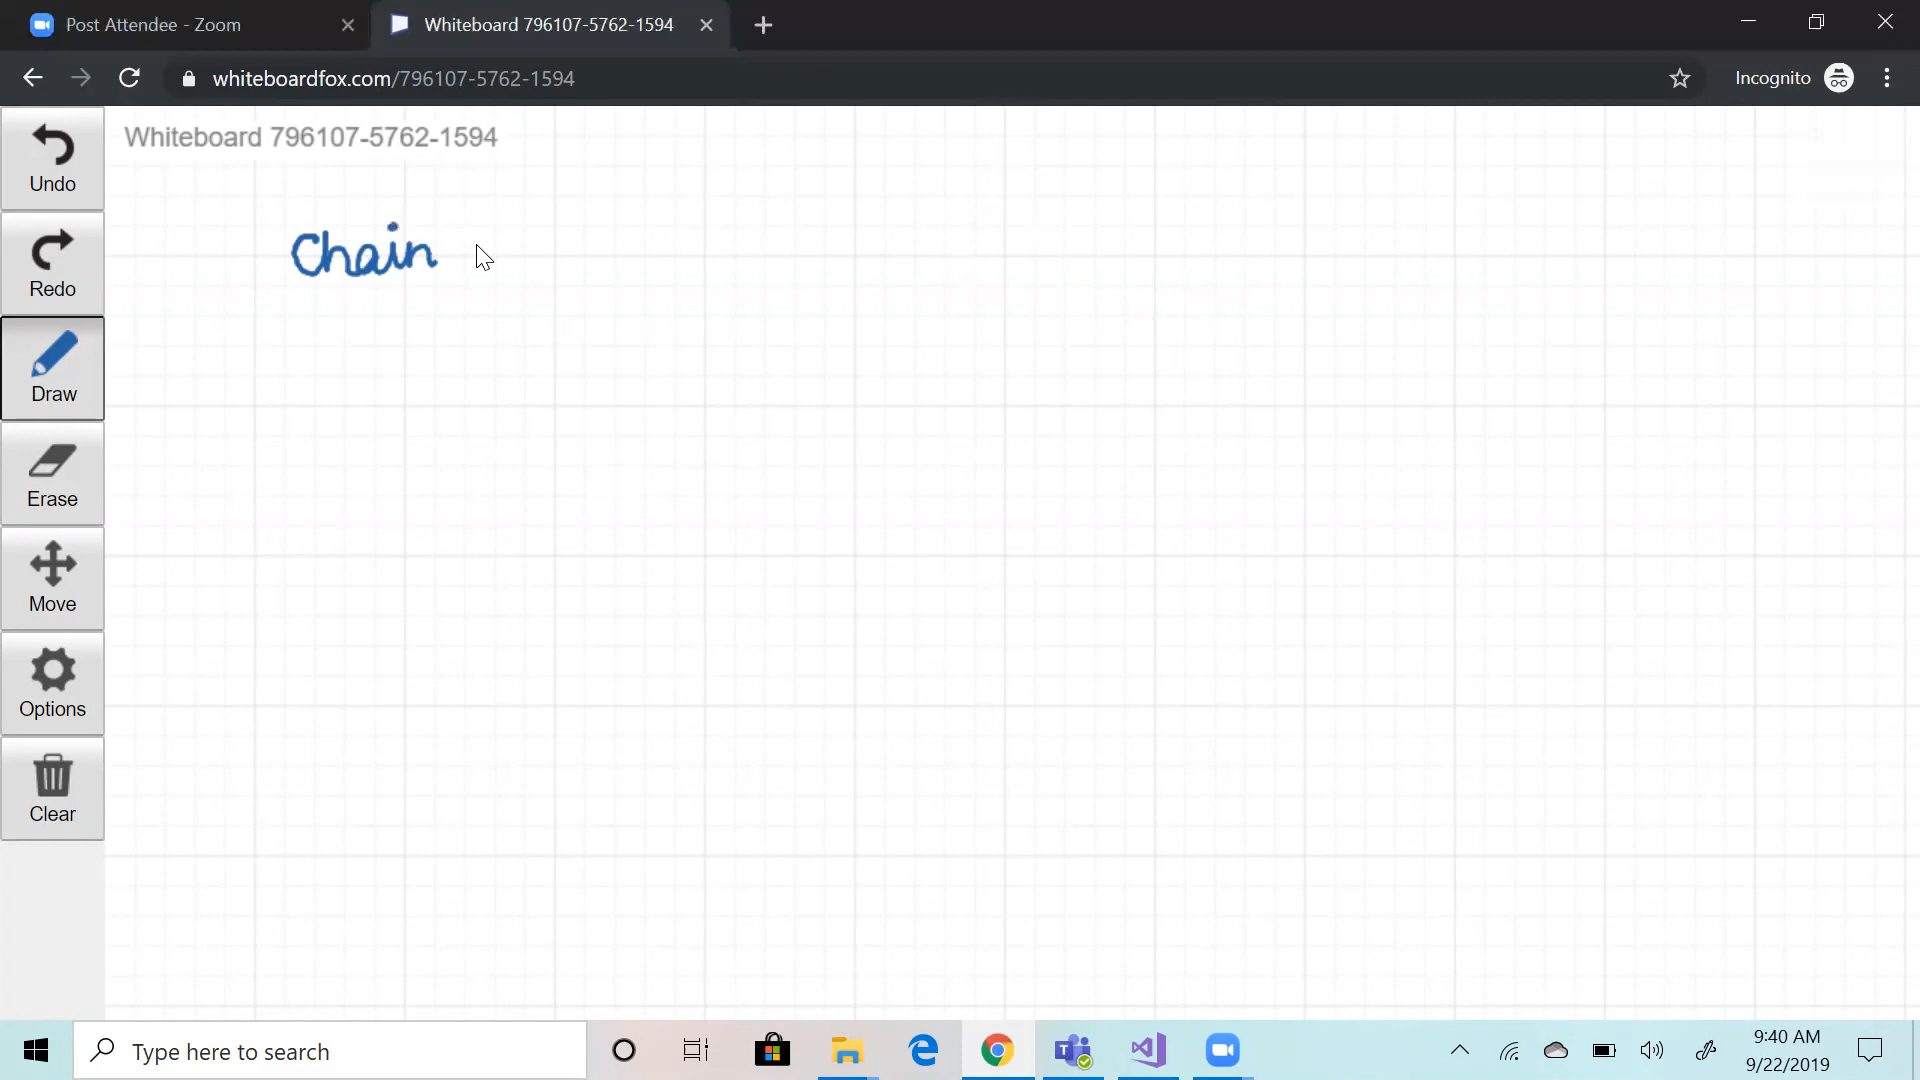 Post Attendee - Zoom
Whiteboard 796107-5762-1594
whiteboardfox.com/796107-5762-1594
Incognito
Undo
Whiteboard 796107-5762-1594
Chain
Redo
Draw
Erase
Move
Options
Clear
Type here to search
9:40 AM
9/22/2019